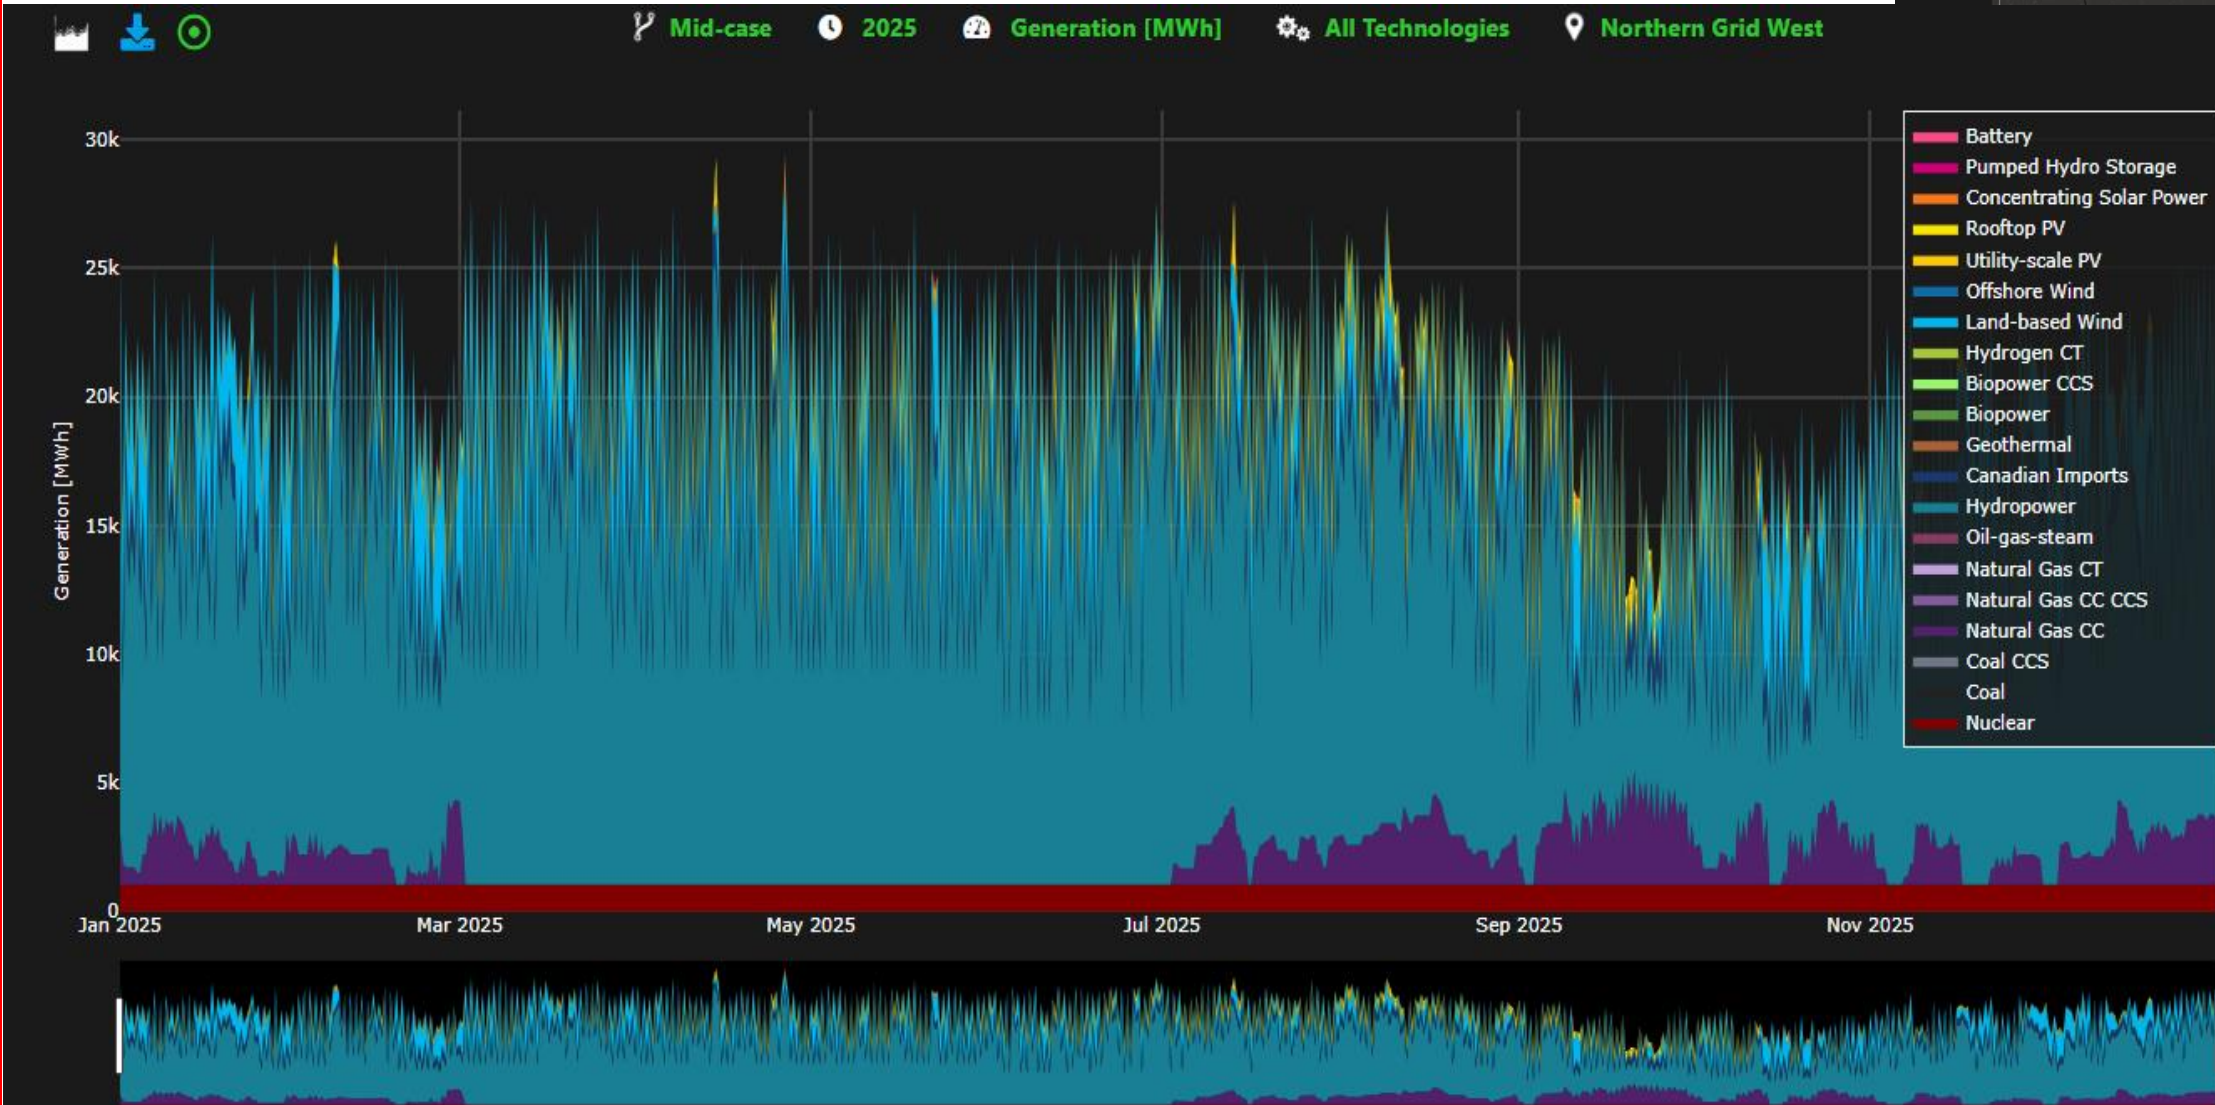 Mid-case 2025 Generation [MWh] All Technologies Northern Grid West
30k
25k
20k
15k
10k
5k
0
Generation [MWh]
Jan 2025 Mar 2025 May 2025 Jul 2025 Sep 2025 Nov 2025
Battery
Pumped Hydro Storage
Concentrating Solar Power
Rooftop PV
Utility-scale PV
Offshore Wind
Land-based Wind
Hydrogen CT
Biopower CCS
Biopower
Geothermal
Canadian Imports
Hydropower
Oil-gas-steam
Natural Gas CT
Natural Gas CC CCS
Natural Gas CC
Coal CCS
Coal
Nuclear